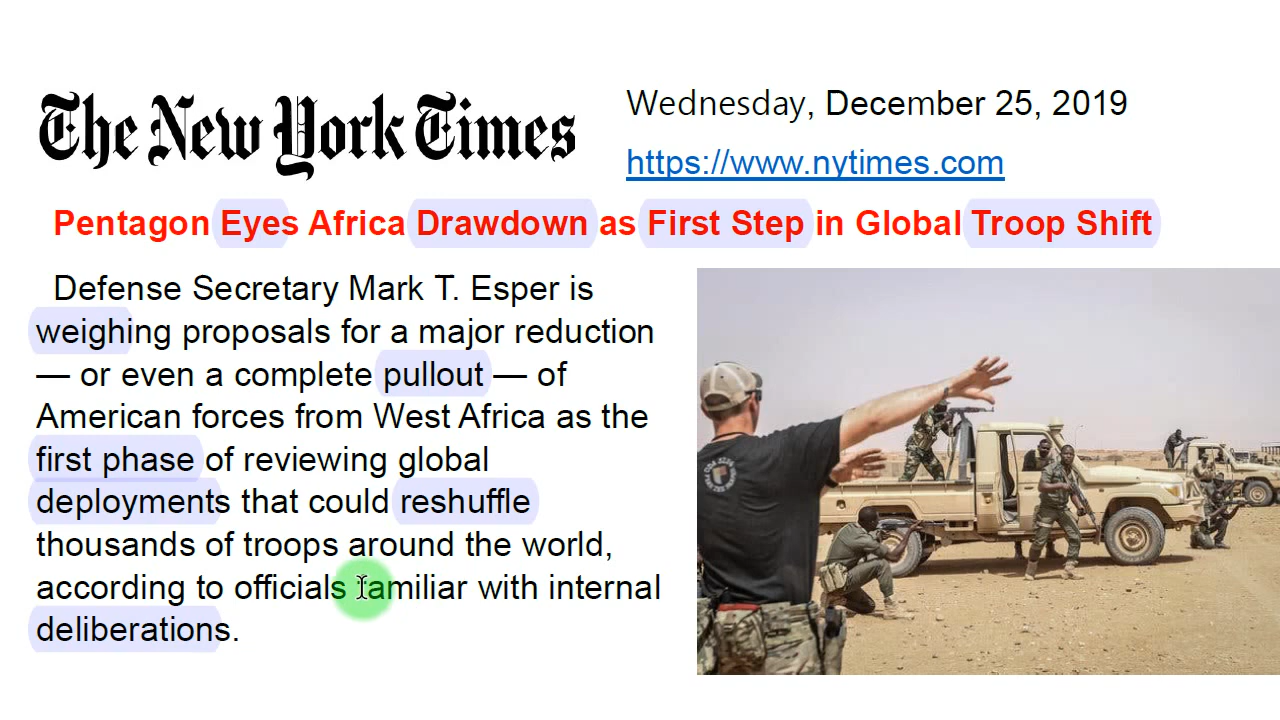 The New York Times
Wednesday, December 25, 2019
https://www.nytimes.com
Pentagon Eyes Africa Drawdown as First Step in Global Troop Shift
Defense Secretary Mark T. Esper is
weighing proposals for a major reduction
— or even a complete pullout — of
American forces from West Africa as the
first phase of reviewing global
deployments that could reshuffle
thousands of troops around the world,
according to officials familiar with internal
deliberations.